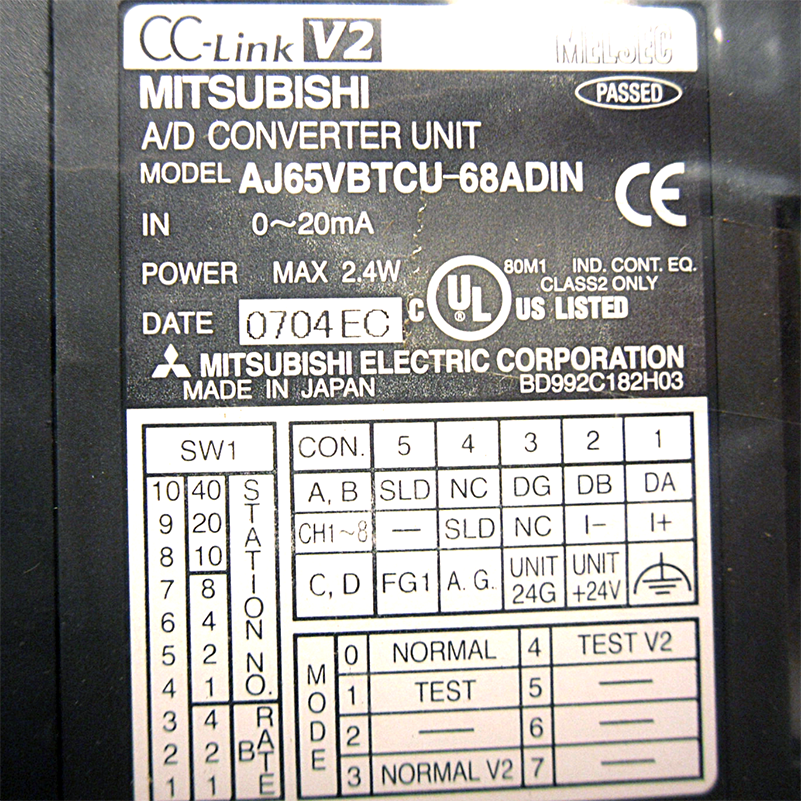 CC-Link V2 MELSEC
MITSUBISHI PASSED
A/D CONVERTER UNIT
MODEL AJ65VBTCU-68ADIN
CE
IN 0～20mA
POWER MAX 2.4W
C UL ® US LISTED
80M1 IND. CONT. EQ.
CLASS2 ONLY
DATE 0704EC
MITSUBISHI ELECTRIC CORPORATION
MADE IN JAPAN BD992C182H03
SW1
10 40
9 20
8 10
7 8
6 4
5 2
4 1
3 4
2 2
1 1
STATION NO.
B RATE
CON. 5 4 3 2 1
A, B SLD NC DG DB DA
CH1~8 — SLD NC I- I+
C, D FG1 A. G. UNIT 24G UNIT +24V
MODE
0 NORMAL 4 TEST V2
1 TEST 5 —
2 — 6 —
3 NORMAL V2 7 —